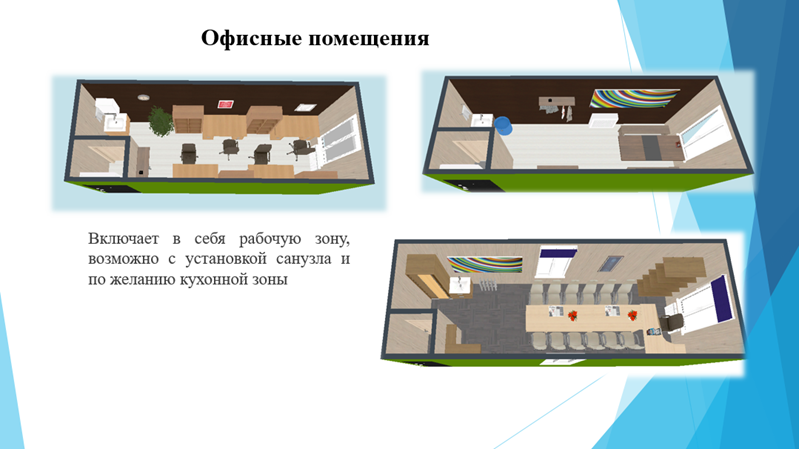 Офисные помещения
Включает в себя рабочую зону,
возможно с установкой санузла и
по желанию кухонной зоны